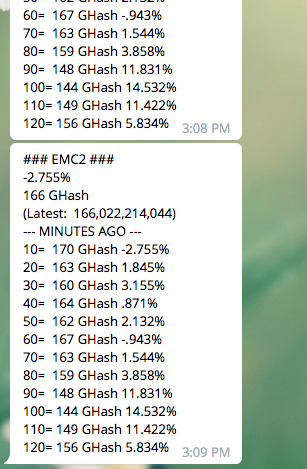 60=  167 GHash -.943%
70=  163 GHash 1.544%
80=  159 GHash 3.858%
90=  148 GHash 11.831%
100= 144 GHash 14.532%
110= 149 GHash 11.422%
120= 156 GHash 5.834%
3:08 PM
### EMC2 ###
-2.755%
166 GHash
(Latest:  166,022,214,044)
--- MINUTES AGO ---
10=  170 GHash -2.755%
20=  163 GHash 1.845%
30=  160 GHash 3.155%
40=  164 GHash .871%
50=  162 GHash 2.132%
60=  167 GHash -.943%
70=  163 GHash 1.544%
80=  159 GHash 3.858%
90=  148 GHash 11.831%
100= 144 GHash 14.532%
110= 149 GHash 11.422%
120= 156 GHash 5.834%
3:09 PM